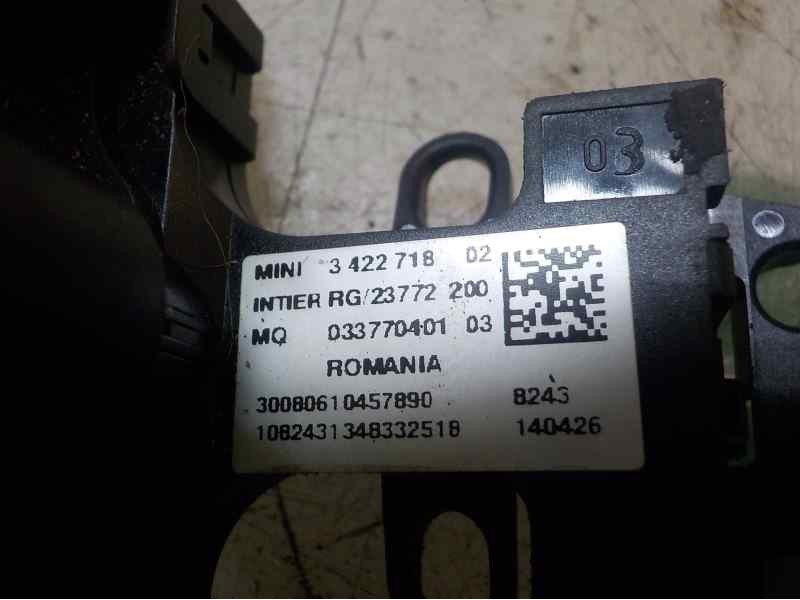 03
MINI 3 422 718 02
INTIER RG/23772 200
MQ 033770401 03
ROMANIA
30080610457890 8243
1082431348332518 140426